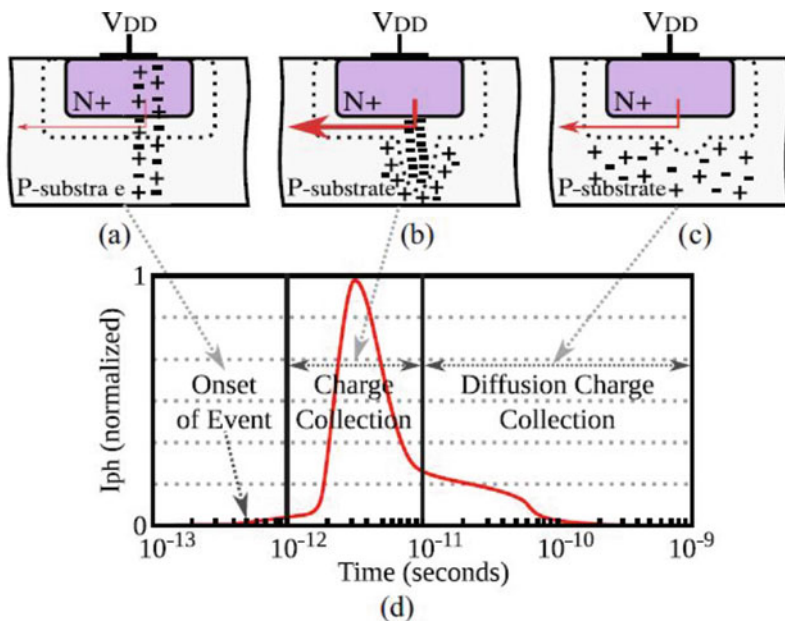 VDD
VDD
VDD
N+
N+
N+
P-substra e
P-substrate
P-substrate
(a)
(b)
(c)
1
Onset
of Event
Charge
Collection
Diffusion Charge
Collection
Iph (normalized)
0
10-13
10-12
10-11
10-10
10-9
Time (seconds)
(d)